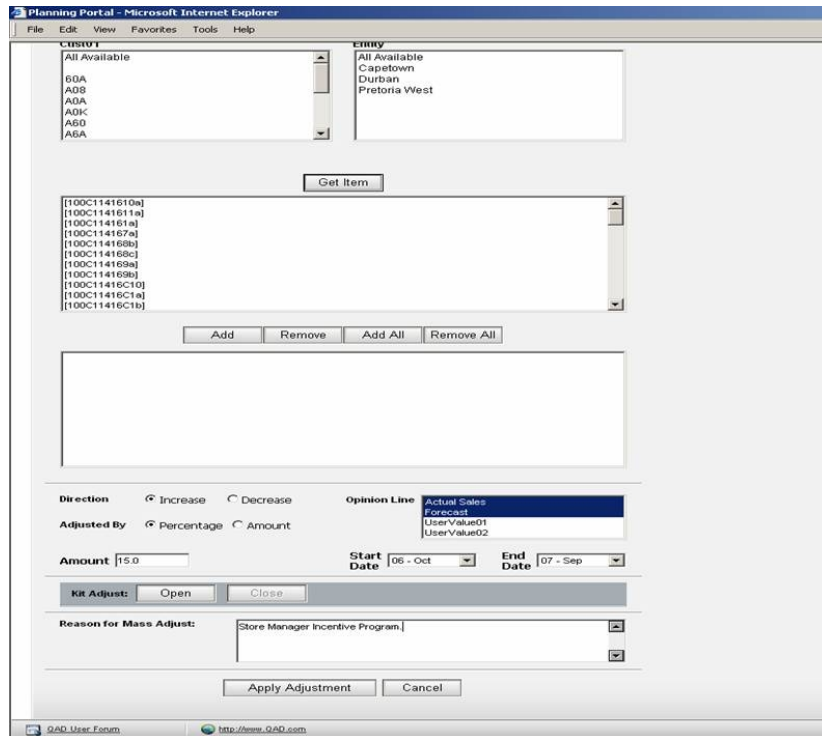 Planning Portal - Microsoft Internet Explorer
File Edit View Favorites Tools Help
Cust01 Entity
All Available
60A
A08
A0A
A0K
A60
A6A
All Available
Capetown
Durban
Pretoria West
Get Item
[100C1141610a]
[100C1141611a]
[100C114161a]
[100C114167a]
[100C114168b]
[100C114168c]
[100C114169a]
[100C114169b]
[100C11416C10]
[100C11416C1a]
[100C11416C1b]
Add Remove Add All Remove All
Direction Increase Decrease Opinion Line
Actual Sales
Forecast
UserValue01
UserValue02
Adjusted By Percentage Amount
Amount 15.0 Start Date 06 - Oct End Date 07 - Sep
Kit Adjust: Open Close
Reason for Mass Adjust: Store Manager Incentive Program.
Apply Adjustment Cancel
QAD User Forum http://www.QAD.com